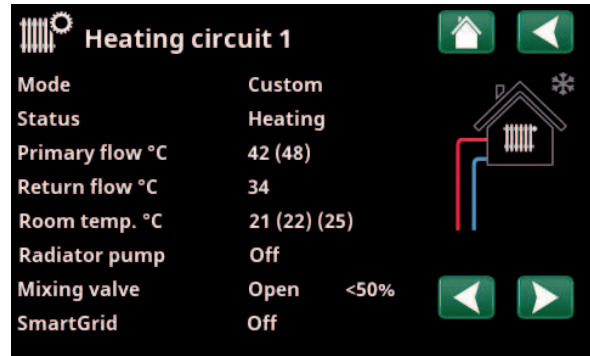 Heating circuit 1
Mode Custom
Status Heating
Primary flow °C 42 (48)
Return flow °C 34
Room temp. °C 21 (22) (25)
Radiator pump Off
Mixing valve Open <50%
SmartGrid Off